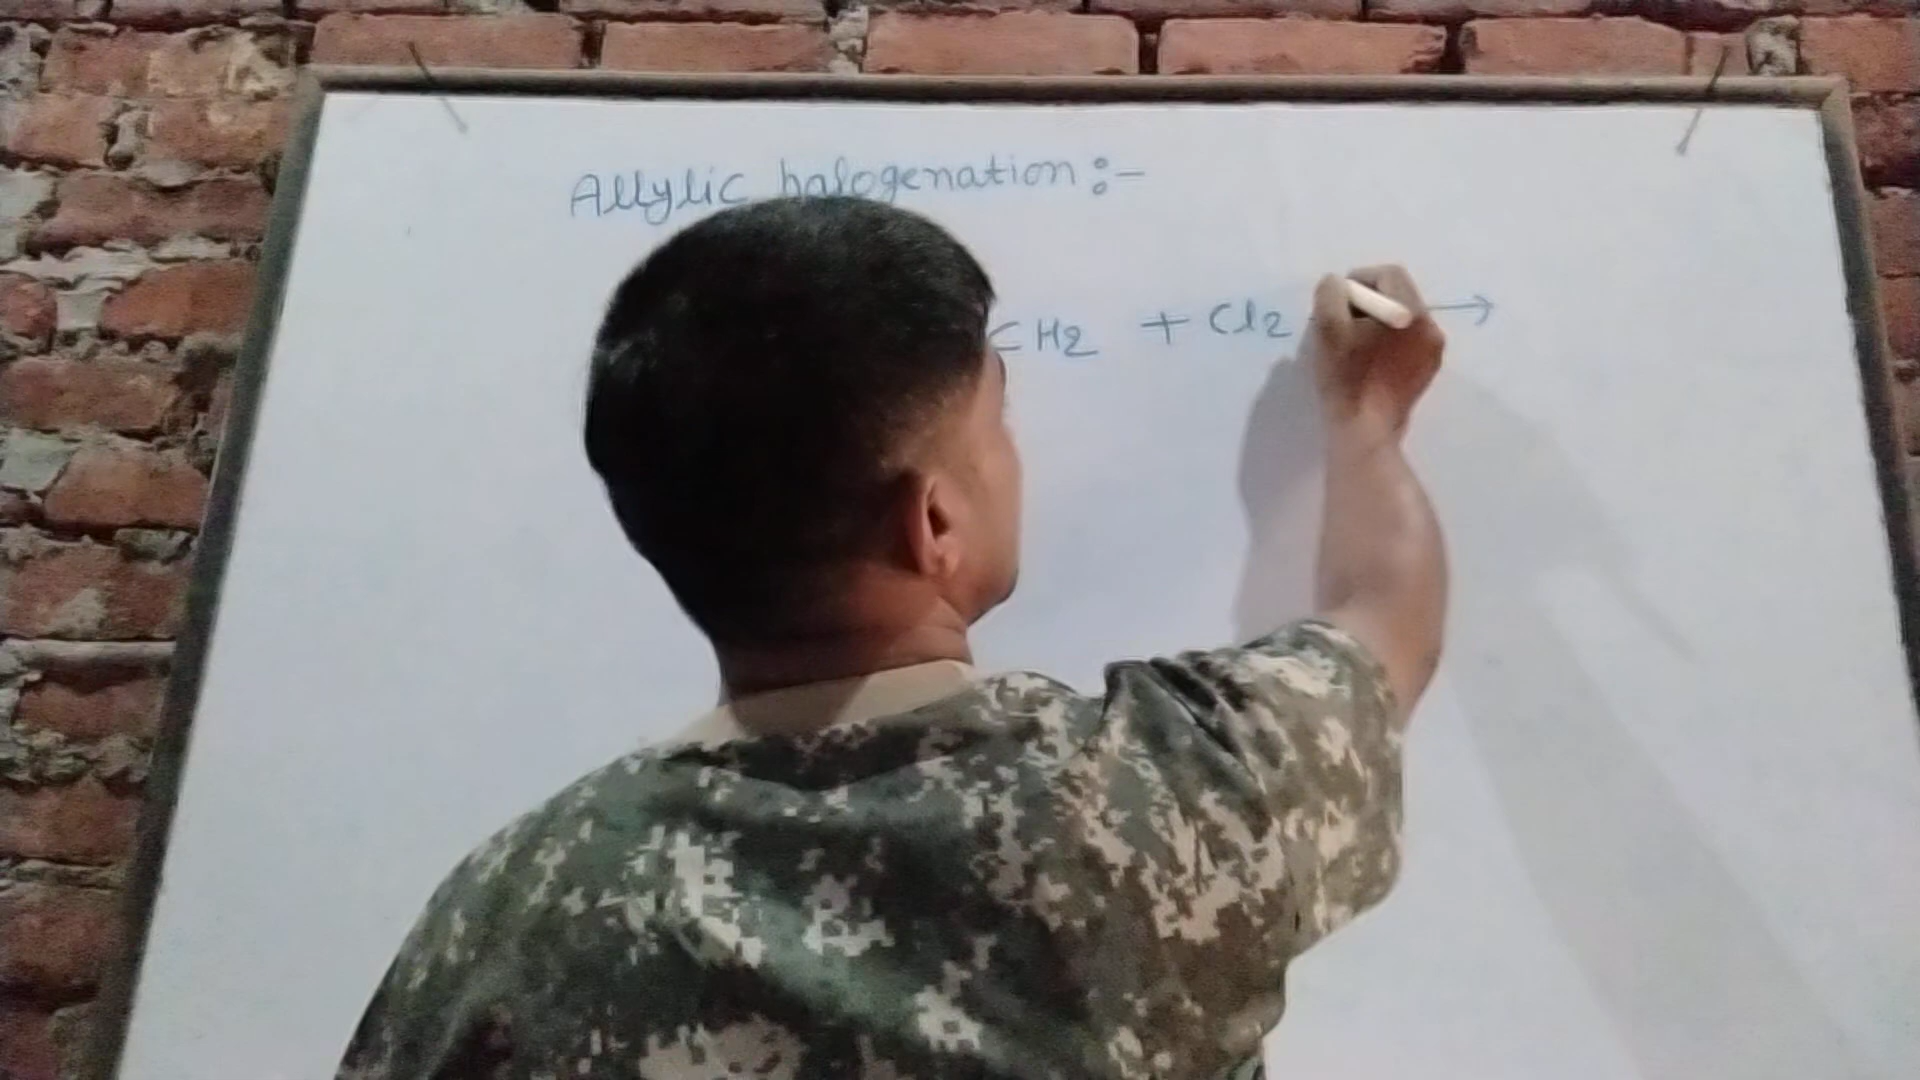 Allylic halogenation :-
CH2 + Cl2 →